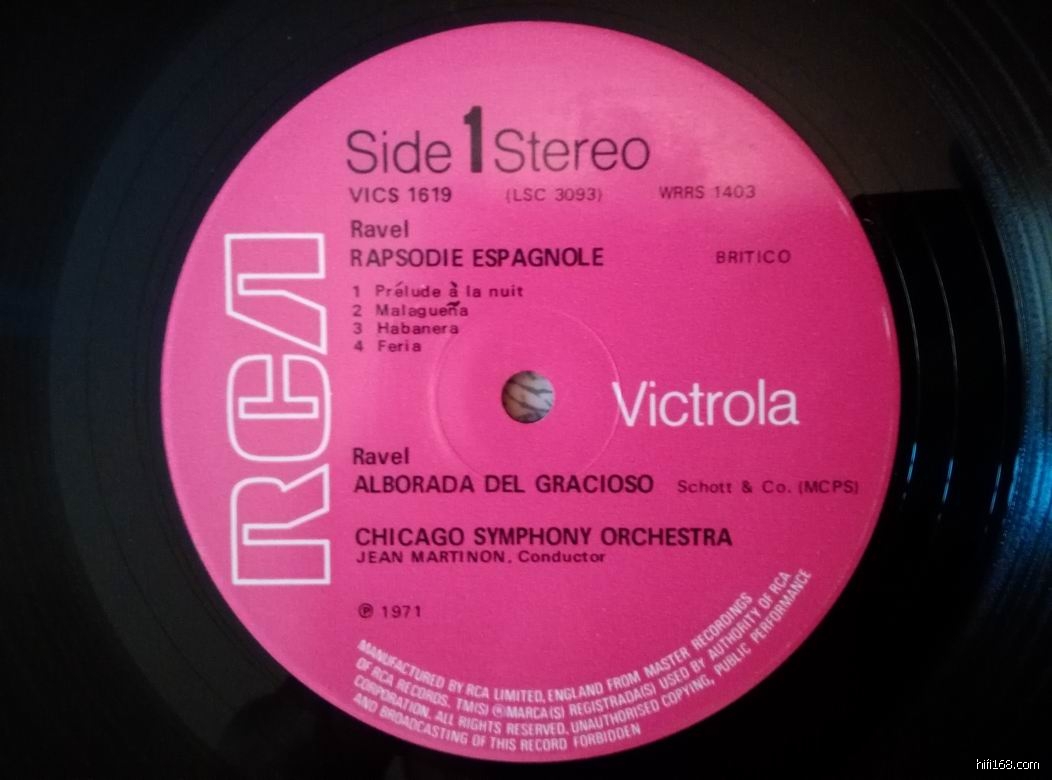 Side 1 Stereo
VICS 1619 (LSC 3093) WRRS 1403
Ravel
RAPSODIE ESPAGNOLE BRITICO
1 Prélude à la nuit
2 Malagueña
3 Habanera
4 Feria
RCA
Victrola
Ravel
ALBORADA DEL GRACIOSO Schott & Co. (MCPS)
CHICAGO SYMPHONY ORCHESTRA
JEAN MARTINON, Conductor
℗ 1971
MANUFACTURED BY RCA LIMITED, ENGLAND FROM MASTER RECORDINGS
OF RCA RECORDS. TM(S) ® MARCA(S) REGISTRADA(S) USED BY AUTHORITY OF RCA
CORPORATION. ALL RIGHTS RESERVED. UNAUTHORISED COPYING, PUBLIC PERFORMANCE
AND BROADCASTING OF THIS RECORD FORBIDDEN
hifi168.com